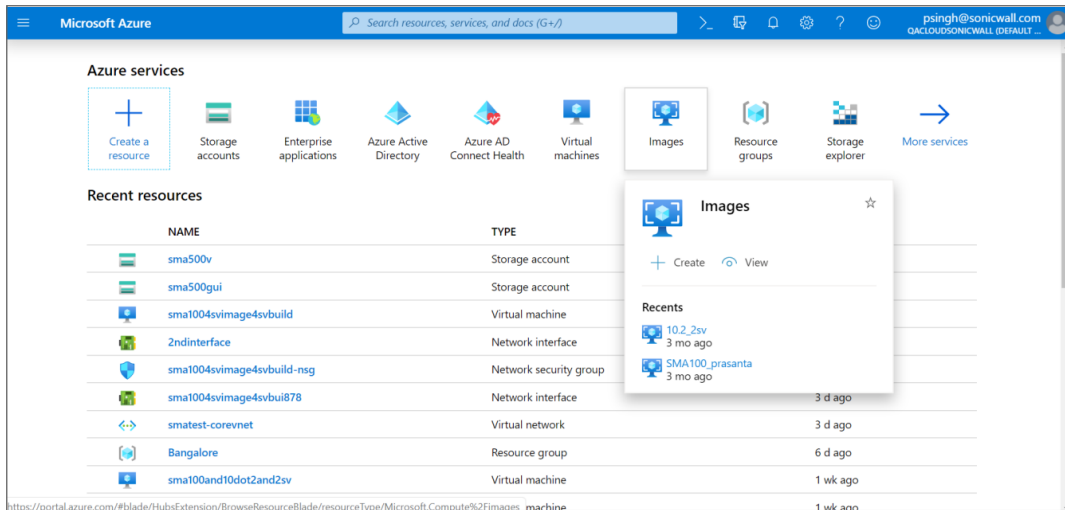 Microsoft Azure
Search resources, services, and docs (G+/)
psingh@sonicwall.com
QACLOUDSONICWALL (DEFAULT ...
Azure services
Create a resource
Storage accounts
Enterprise applications
Azure Active Directory
Azure AD Connect Health
Virtual machines
Images
Resource groups
Storage explorer
More services
Recent resources
NAME TYPE
sma500v Storage account
sma500gui Storage account
sma1004svimage4svbuild Virtual machine
2ndinterface Network interface
sma1004svimage4svbuild-nsg Network security group
sma1004svimage4svbui878 Network interface 3 d ago
smatest-corevnet Virtual network 3 d ago
Bangalore Resource group 6 d ago
sma100and10dot2and2sv Virtual machine 1 wk ago
machine 1 wk ago
Images
Create View
Recents
10.2_2sv
3 mo ago
SMA100_prasanta
3 mo ago
https://portal.azure.com/#blade/HubsExtension/BrowseResourceBlade/resourceType/Microsoft.Compute%2Fimages